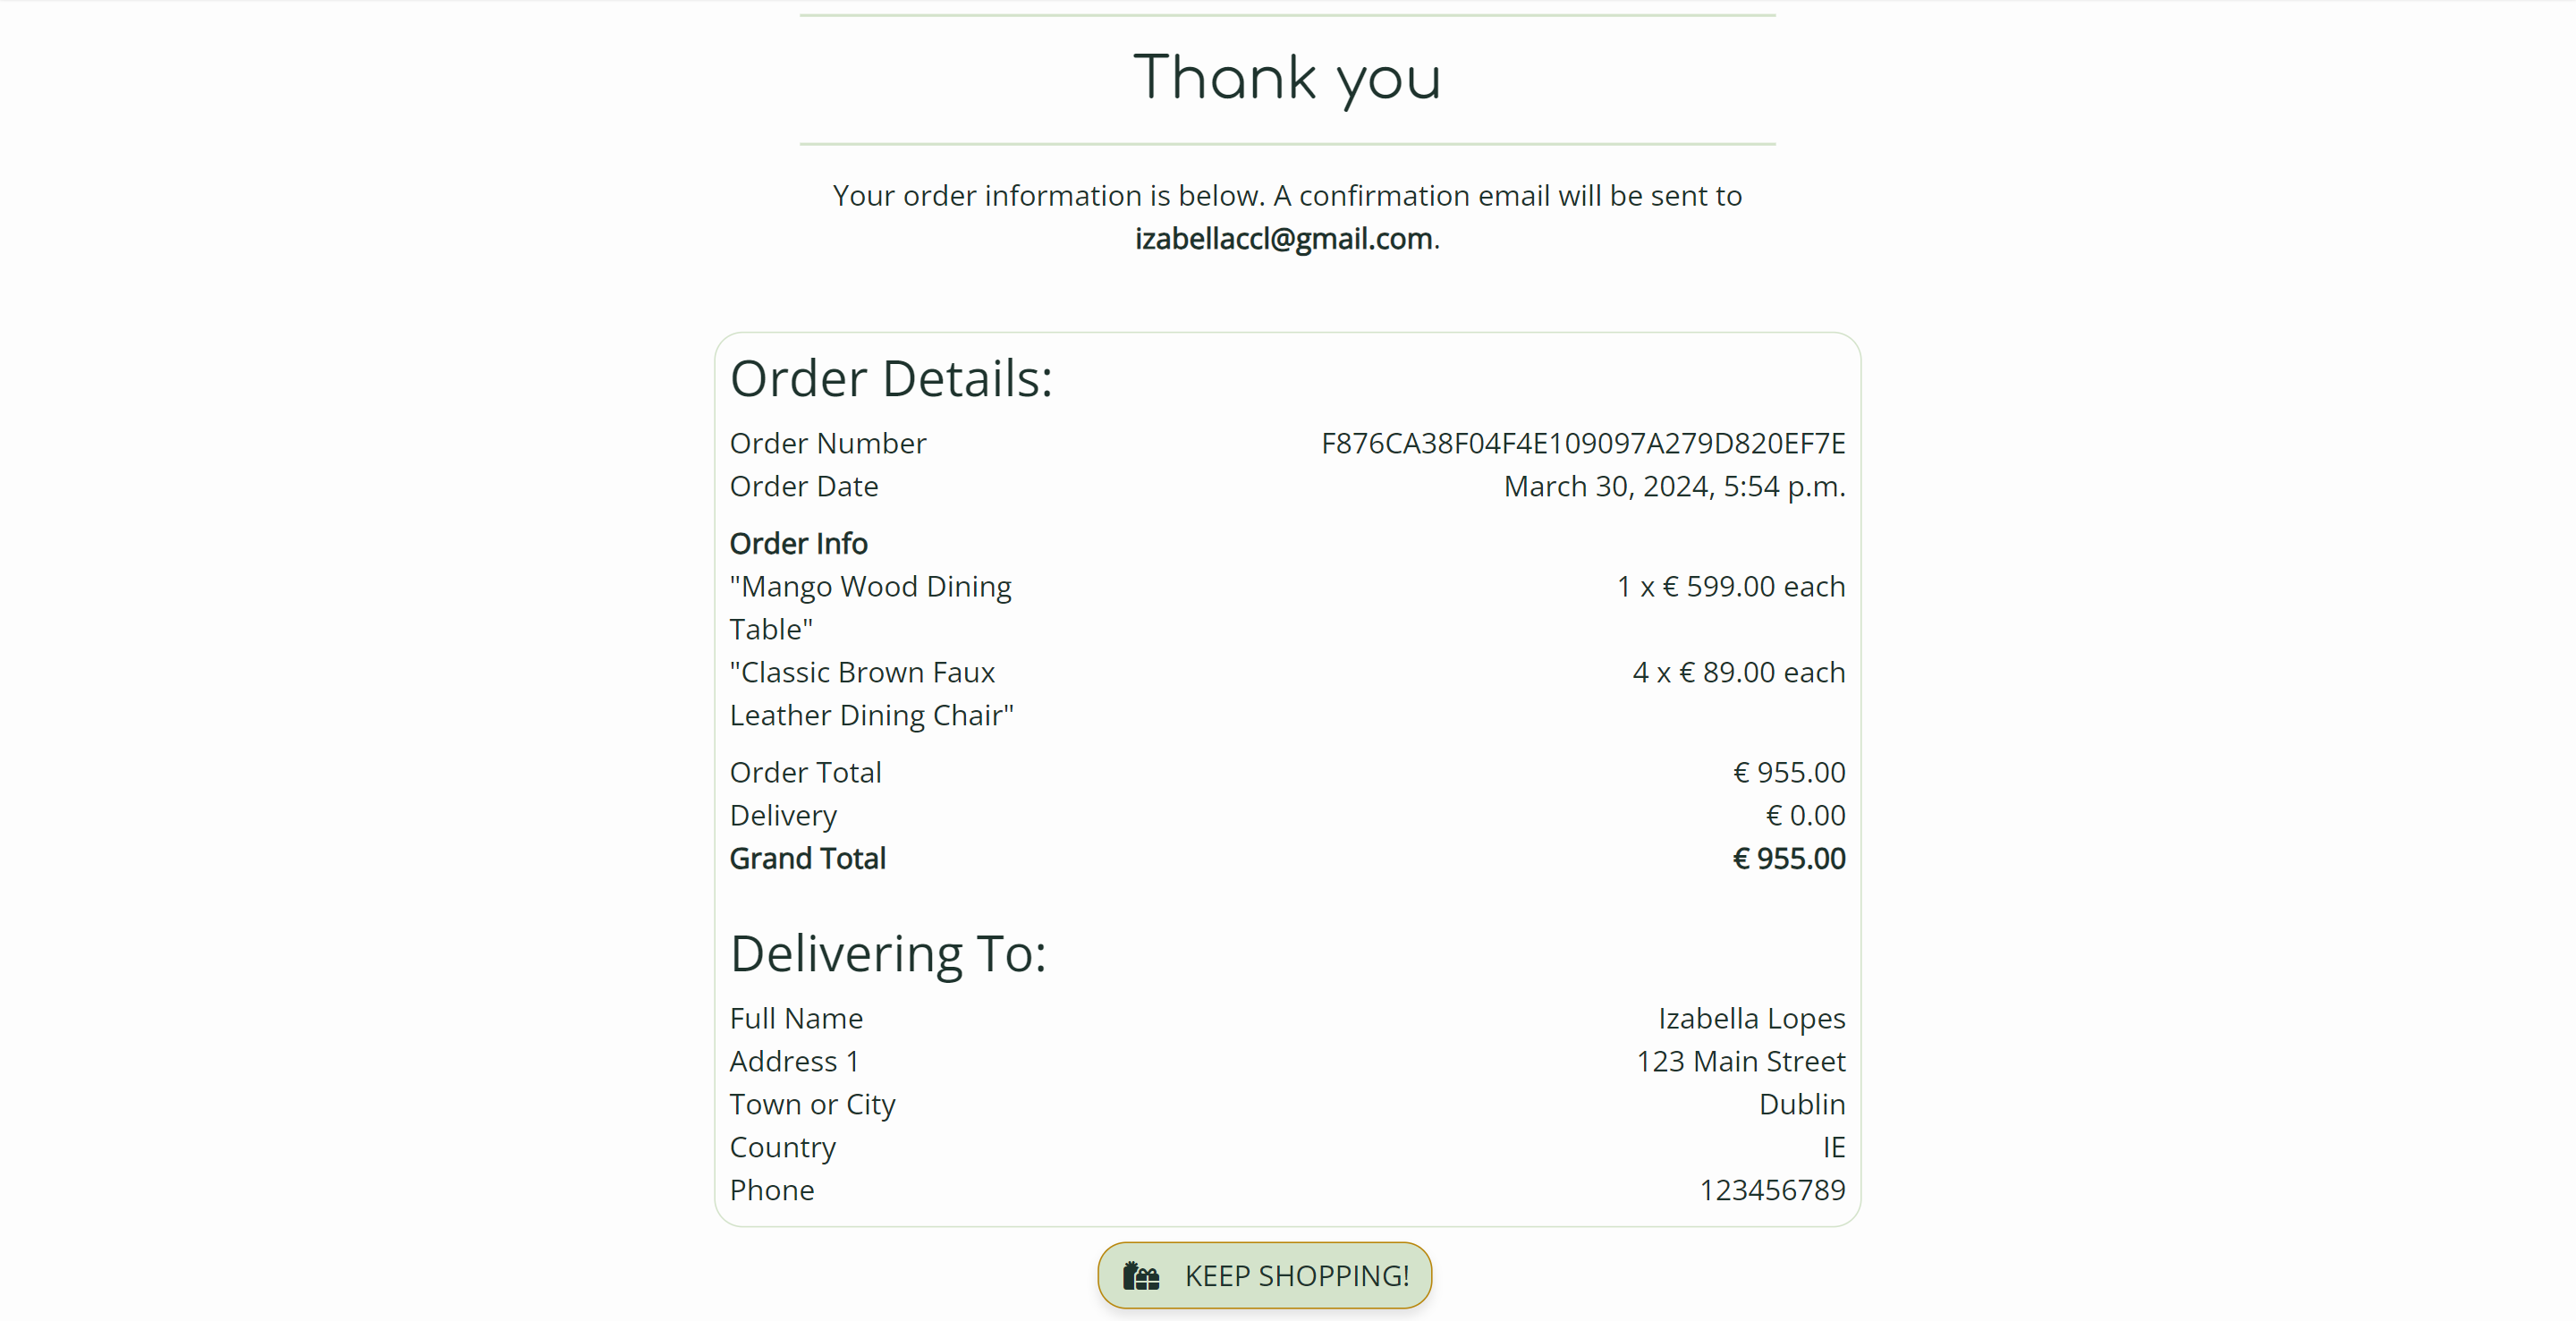 Thank you
Your order information is below. A confirmation email will be sent to
izabellaccl@gmail.com.
Order Details:
Order Number F876CA38F04F4E109097A279D820EF7E
Order Date March 30, 2024, 5:54 p.m.
Order Info
"Mango Wood Dining 1 x € 599.00 each
Table"
"Classic Brown Faux 4 x € 89.00 each
Leather Dining Chair"
Order Total € 955.00
Delivery € 0.00
Grand Total € 955.00
Delivering To:
Full Name Izabella Lopes
Address 1 123 Main Street
Town or City Dublin
Country IE
Phone 123456789
KEEP SHOPPING!